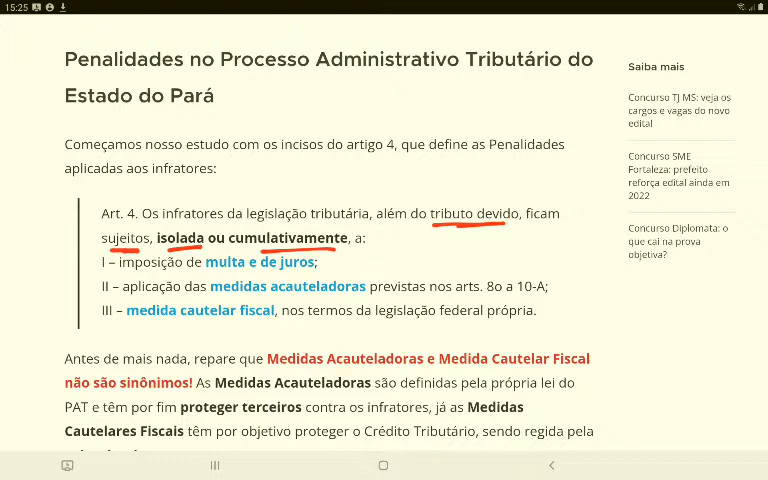 15:25
Penalidades no Processo Administrativo Tributário do
Estado do Pará
Começamos nosso estudo com os incisos do artigo 4, que define as Penalidades
aplicadas aos infratores:
Art. 4. Os infratores da legislação tributária, além do tributo devido, ficam
sujeitos, isolada ou cumulativamente, a:
I – imposição de multa e de juros;
II – aplicação das medidas acauteladoras previstas nos arts. 8o a 10-A;
III – medida cautelar fiscal, nos termos da legislação federal própria.
Antes de mais nada, repare que Medidas Acauteladoras e Medida Cautelar Fiscal
não são sinônimos! As Medidas Acauteladoras são definidas pela própria lei do
PAT e têm por fim proteger terceiros contra os infratores, já as Medidas
Cautelares Fiscais têm por objetivo proteger o Crédito Tributário, sendo regida pela
Saiba mais
Concurso TJ MS: veja os
cargos e vagas do novo
edital
Concurso SME
Fortaleza: prefeito
reforça edital ainda em
2022
Concurso Diplomata: o
que cai na prova
objetiva?